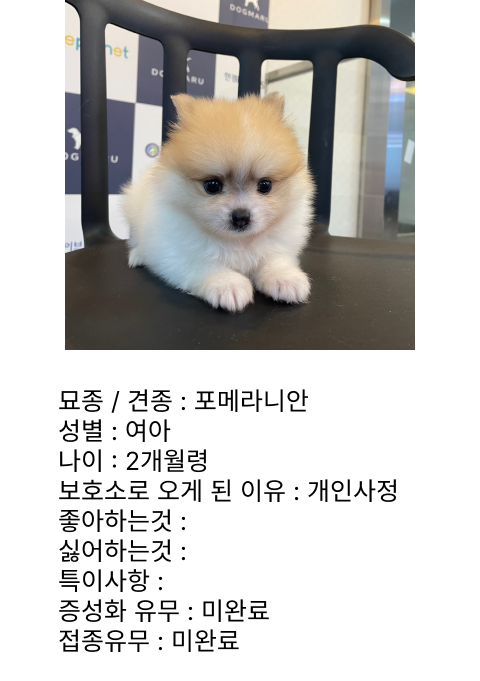 DOGMARU
묘종 / 견종 : 포메라니안
성별 : 여아
나이 : 2개월령
보호소로 오게 된 이유 : 개인사정
좋아하는것 :
싫어하는것 :
특이사항 :
증성화 유무 : 미완료
접종유무 : 미완료